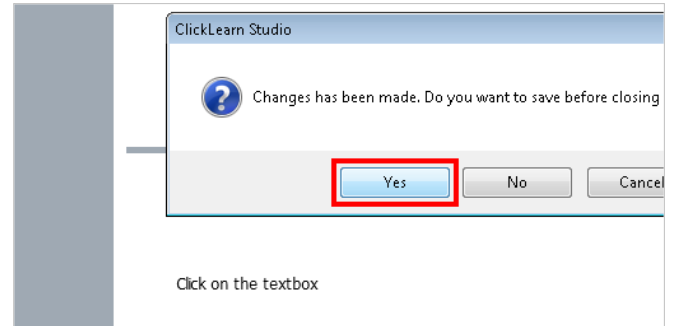 ClickLearn Studio
Changes has been made. Do you want to save before closing
Yes No Cancel
Click on the textbox